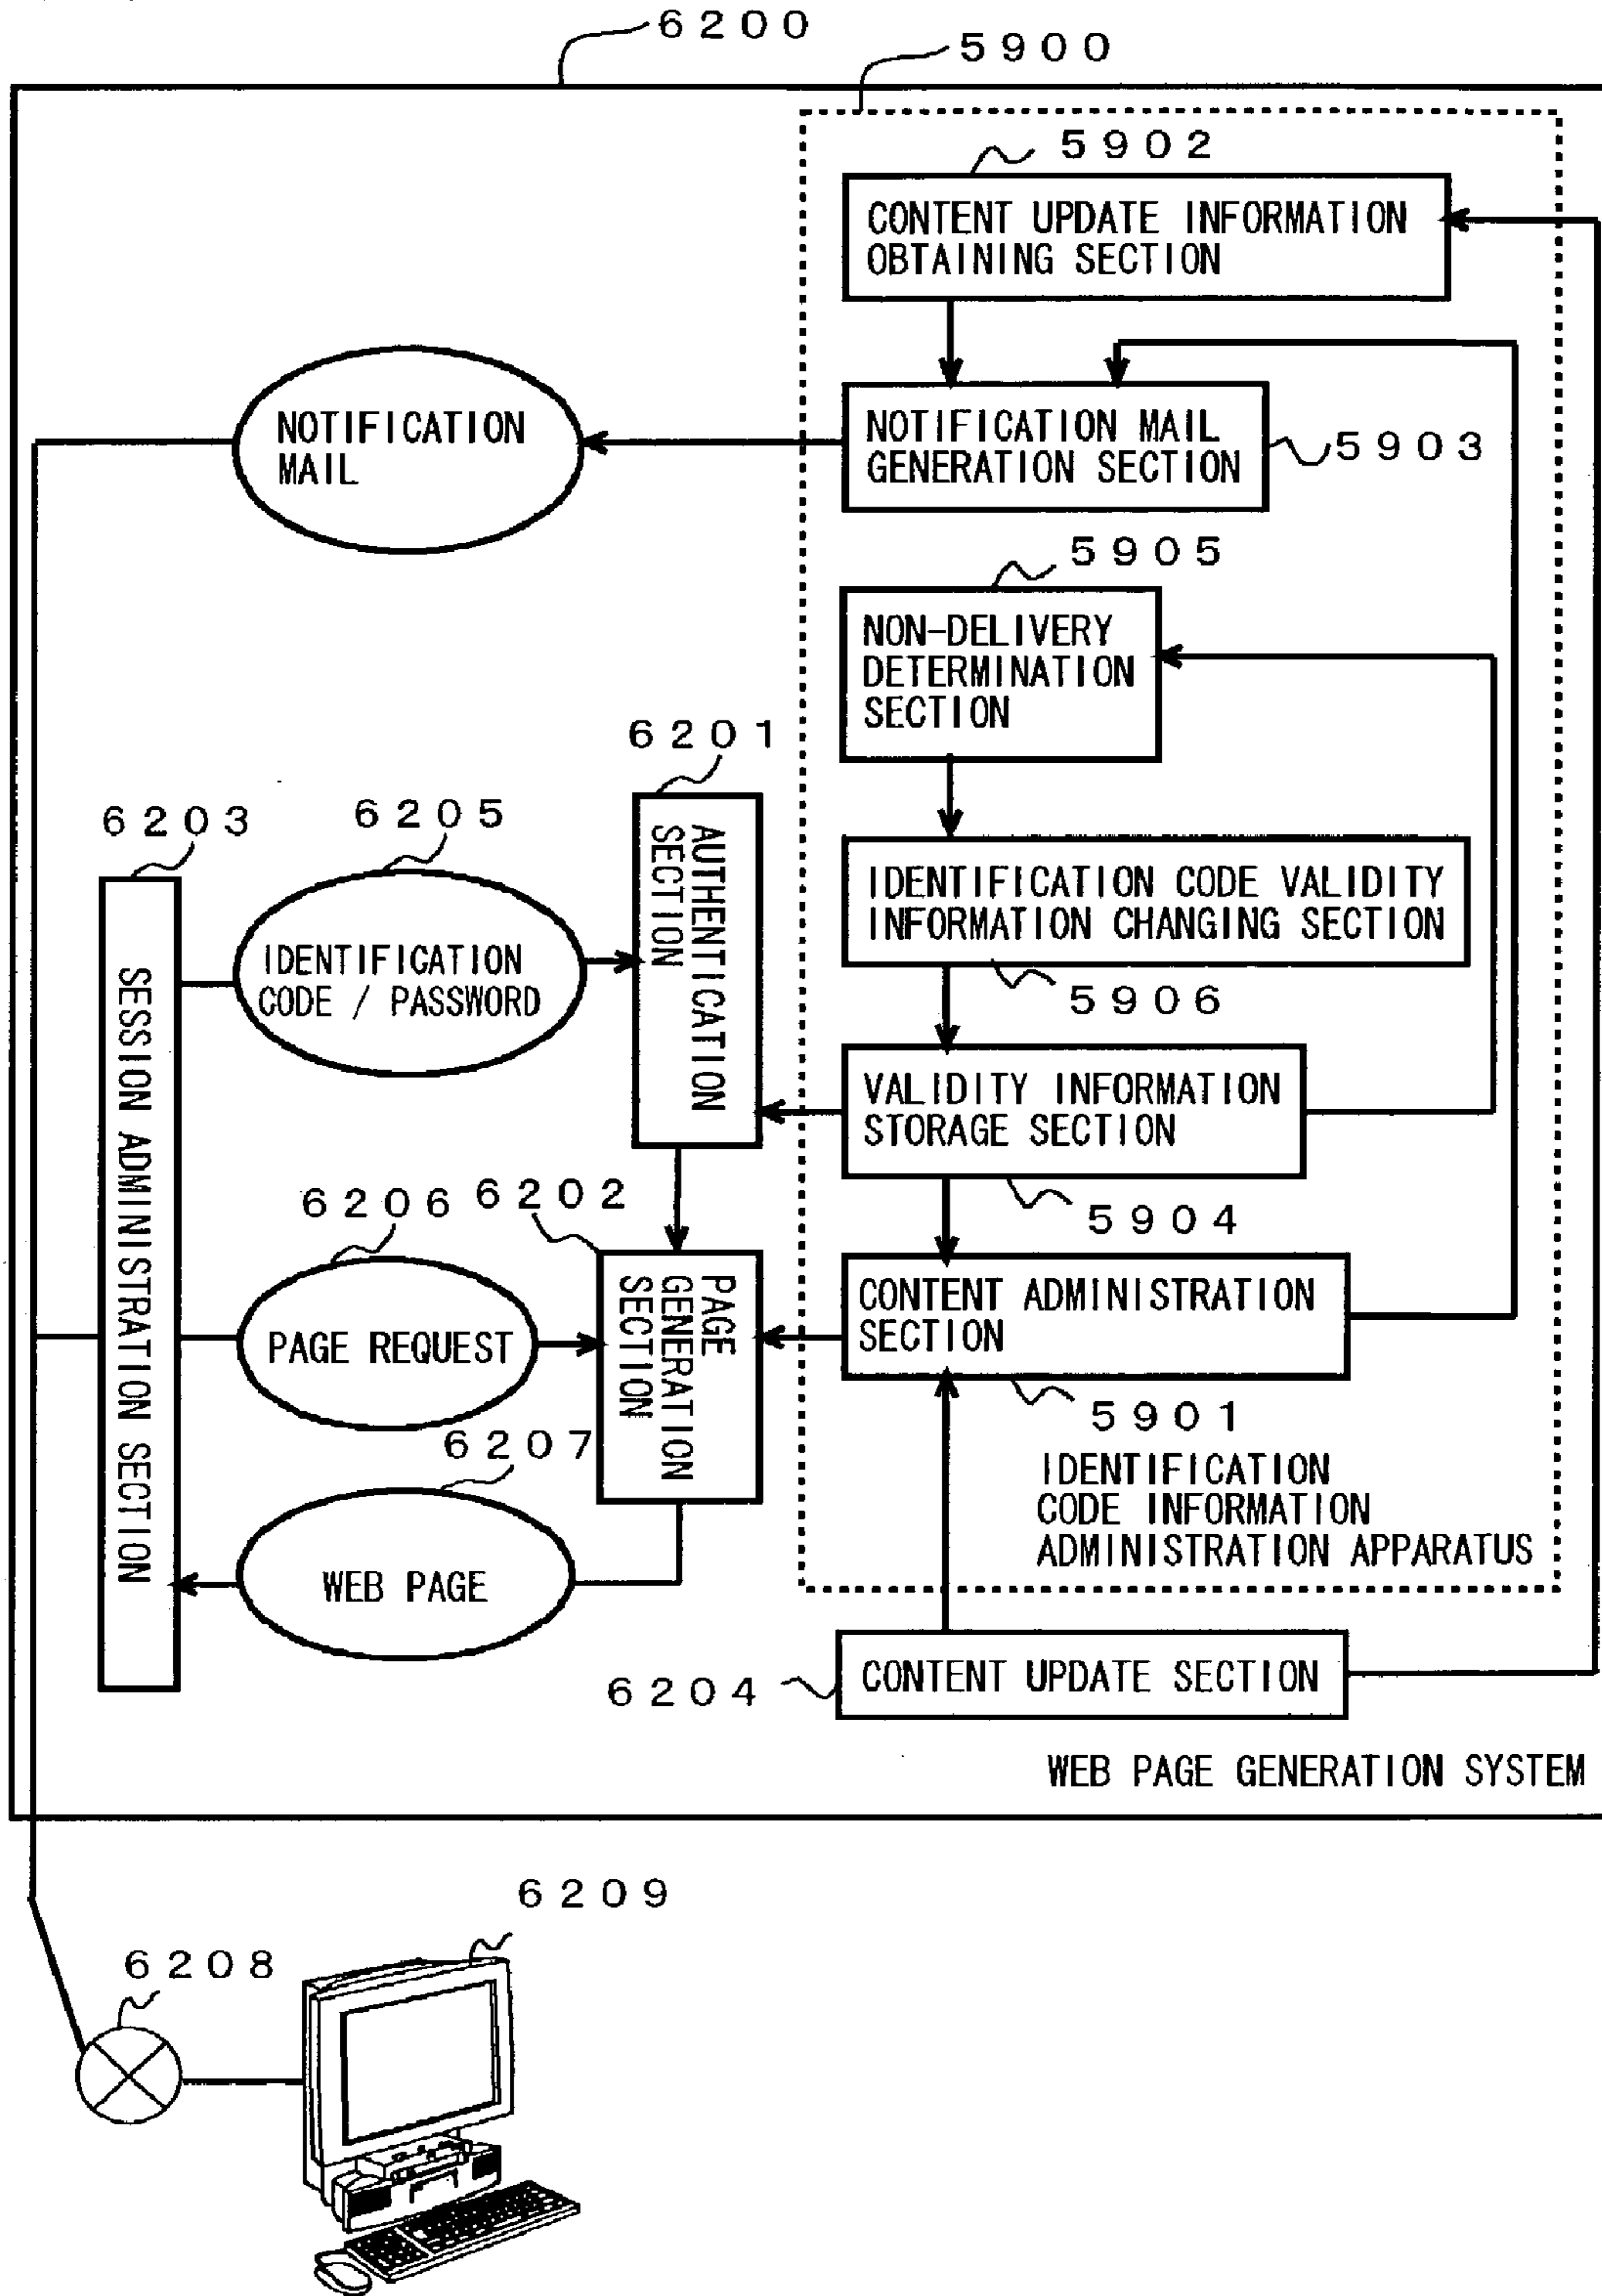 6200
5900
5902
CONTENT UPDATE INFORMATION
OBTAINING SECTION
NOTIFICATION
MAIL
NOTIFICATION MAIL
GENERATION SECTION
5903
5905
NON-DELIVERY
DETERMINATION
SECTION
6201
AUTHENTICATION
SECTION
6203
SESSION ADMINISTRATION SECTION
6205
IDENTIFICATION
CODE / PASSWORD
IDENTIFICATION CODE VALIDITY
INFORMATION CHANGING SECTION
5906
VALIDITY INFORMATION
STORAGE SECTION
5904
6206
PAGE REQUEST
6202
PAGE
GENERATION
SECTION
CONTENT ADMINISTRATION
SECTION
5901
IDENTIFICATION
CODE INFORMATION
ADMINISTRATION APPARATUS
6207
WEB PAGE
6204
CONTENT UPDATE SECTION
WEB PAGE GENERATION SYSTEM
6209
6208